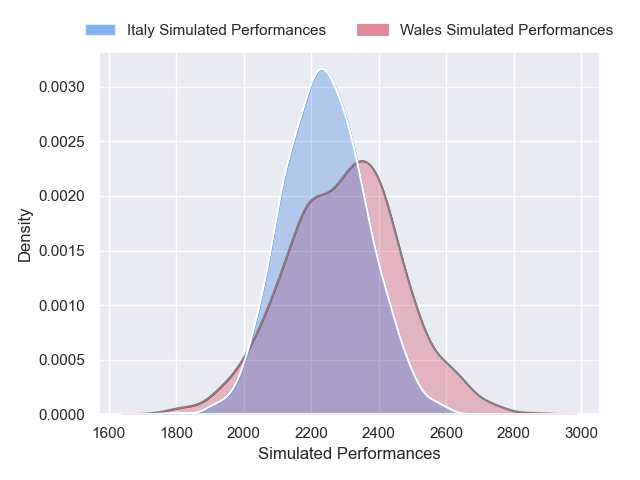 Italy Simulated Performances
Wales Simulated Performances
Density
0.0030
0.0025
0.0020
0.0015
0.0010
0.0005
0.0000
1600 1800 2000 2200 2400 2600 2800 3000
Simulated Performances